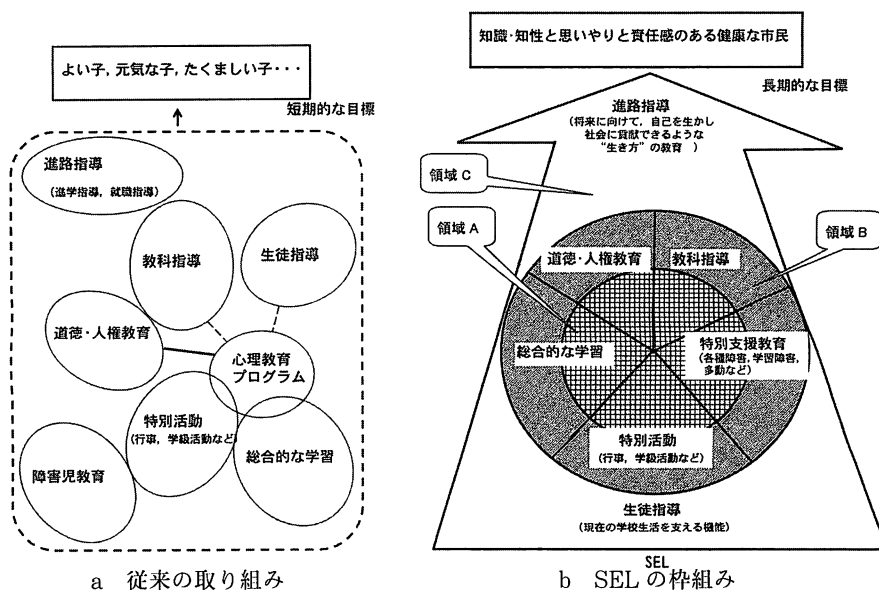 よい子，元気な子，たくましい子・・・
短期的な目標
進路指導
（進学指導，就職指導）
教科指導
生徒指導
道徳・人権教育
心理教育
プログラム
特別活動
（行事，学級活動など）
総合的な学習
障害児教育
a　従来の取り組み
知識・知性と思いやりと責任感のある健康な市民
長期的な目標
進路指導
（将来に向けて，自己を生かし
社会に貢献できるような
“生き方”の教育　）
領域 C
領域 A
領域 B
道徳・人権教育
教科指導
総合的な学習
特別支援教育
（各種障害，学習障害，
多動など）
特別活動
（行事，学級活動など）
生徒指導
（現在の学校生活を支える機能）
SEL
b　SEL の枠組み